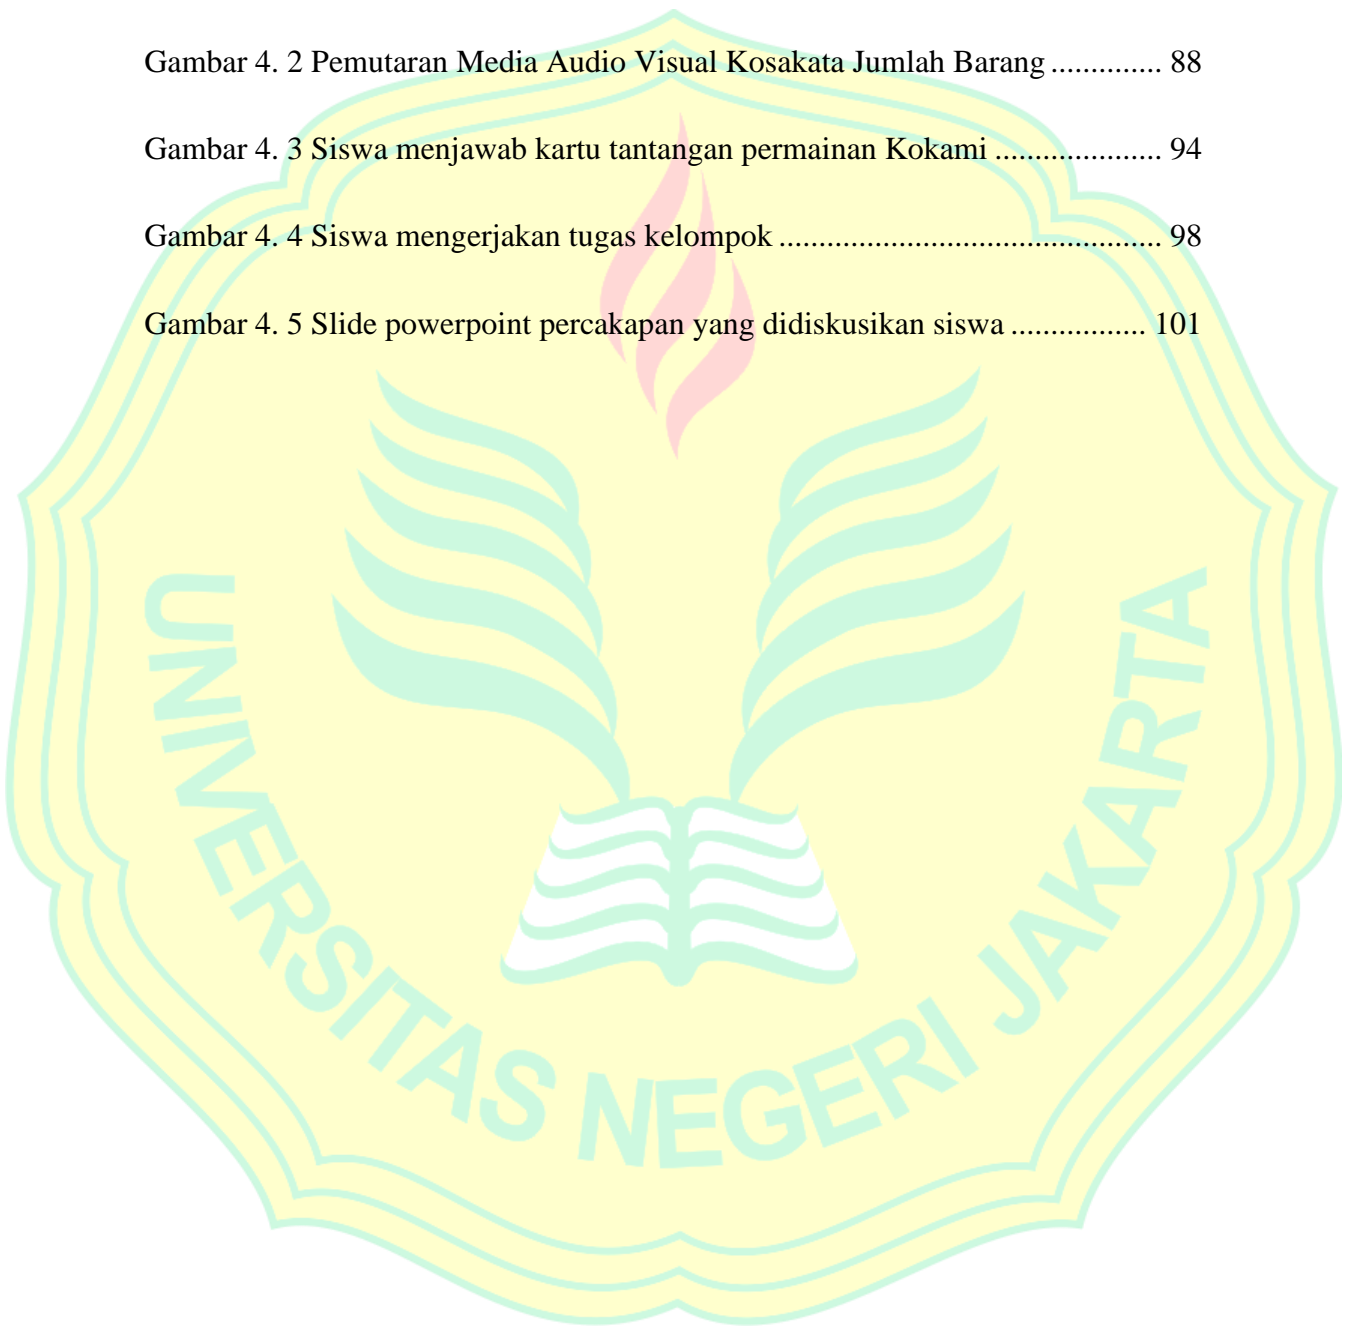 Gambar 4. 2 Pemutaran Media Audio Visual Kosakata Jumlah Barang .............. 88
Gambar 4. 3 Siswa menjawab kartu tantangan permainan Kokami ..................... 94
Gambar 4. 4 Siswa mengerjakan tugas kelompok ................................................ 98
Gambar 4. 5 Slide powerpoint percakapan yang didiskusikan siswa ................. 101
UNIVERSITAS NEGERI JAKARTA